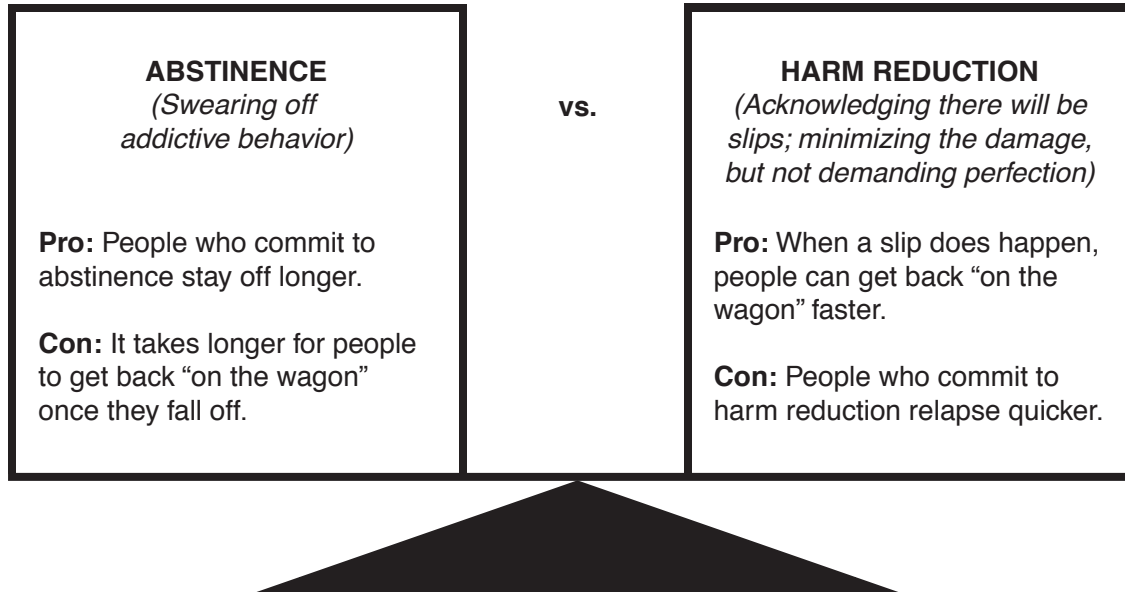 ABSTINENCE
(Swearing off
addictive behavior)
Pro: People who commit to
abstinence stay off longer.
Con: It takes longer for people
to get back “on the wagon”
once they fall off.
vs.
HARM REDUCTION
(Acknowledging there will be
slips; minimizing the damage,
but not demanding perfection)
Pro: When a slip does happen,
people can get back “on the
wagon” faster.
Con: People who commit to
harm reduction relapse quicker.